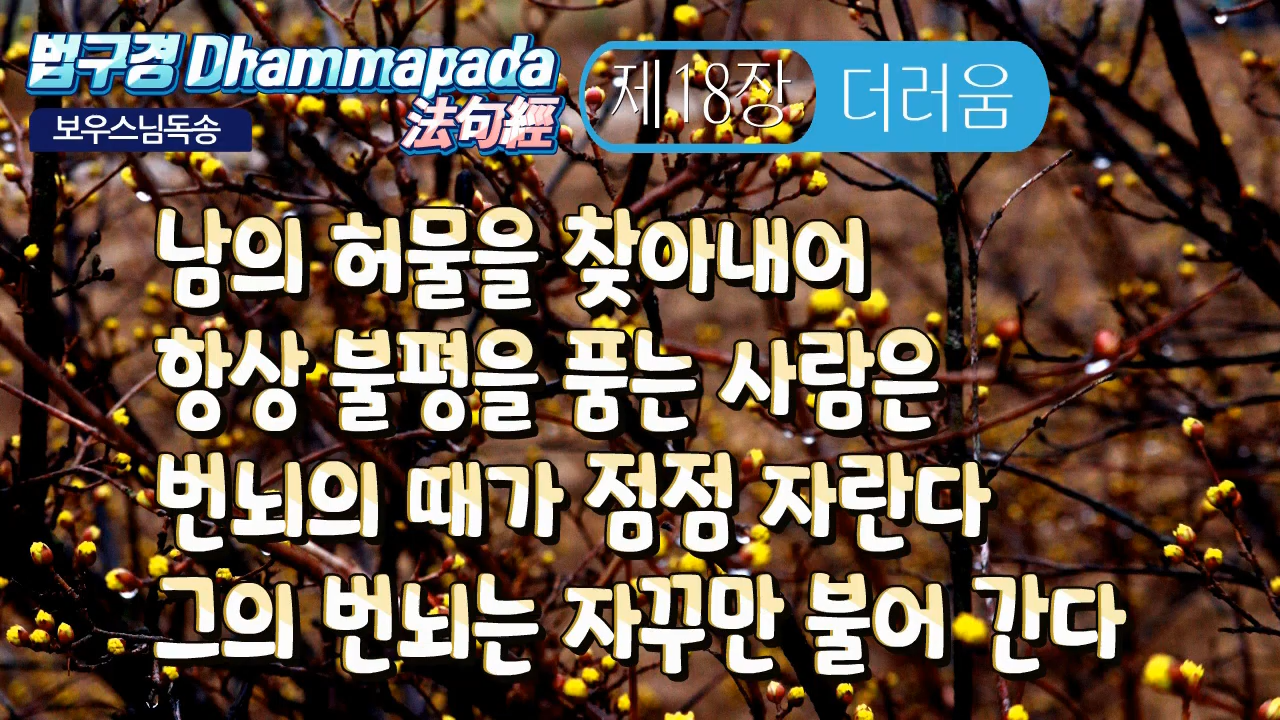 법구경 Dhammapada
法句經
보우스님독송
제18장 더러움
남의 허물을 찾아내어
항상 불평을 품는 사람은
번뇌의 때가 점점 자란다
그의 번뇌는 자꾸만 불어 간다